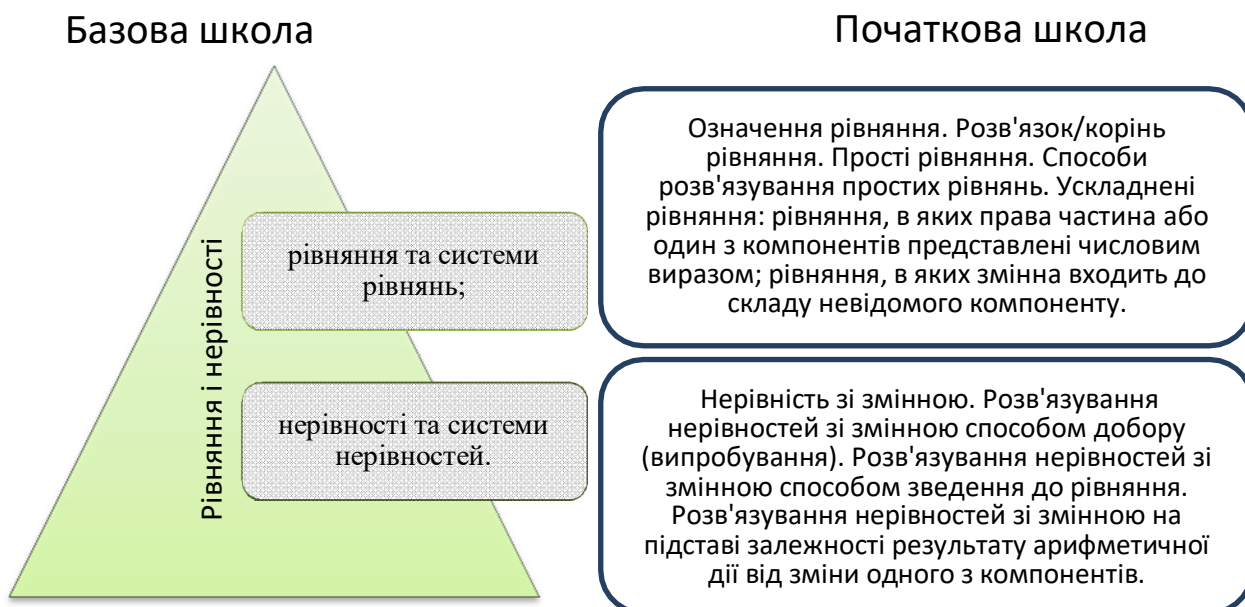 Базова школа
Початкова школа
Рівняння і нерівності
рівняння та системи
рівнянь;
Означення рівняння. Розв'язок/корінь
рівняння. Прості рівняння. Способи
розв'язування простих рівнянь. Ускладнені
рівняння: рівняння, в яких права частина або
один з компонентів представлені числовим
виразом; рівняння, в яких змінна входить до
складу невідомого компоненту.
нерівності та системи
нерівностей.
Нерівність зі змінною. Розв'язування
нерівностей зі змінною способом добору
(випробування). Розв'язування нерівностей зі
змінною способом зведення до рівняння.
Розв'язування нерівностей зі змінною на
підставі залежності результату арифметичної
дії від зміни одного з компонентів.